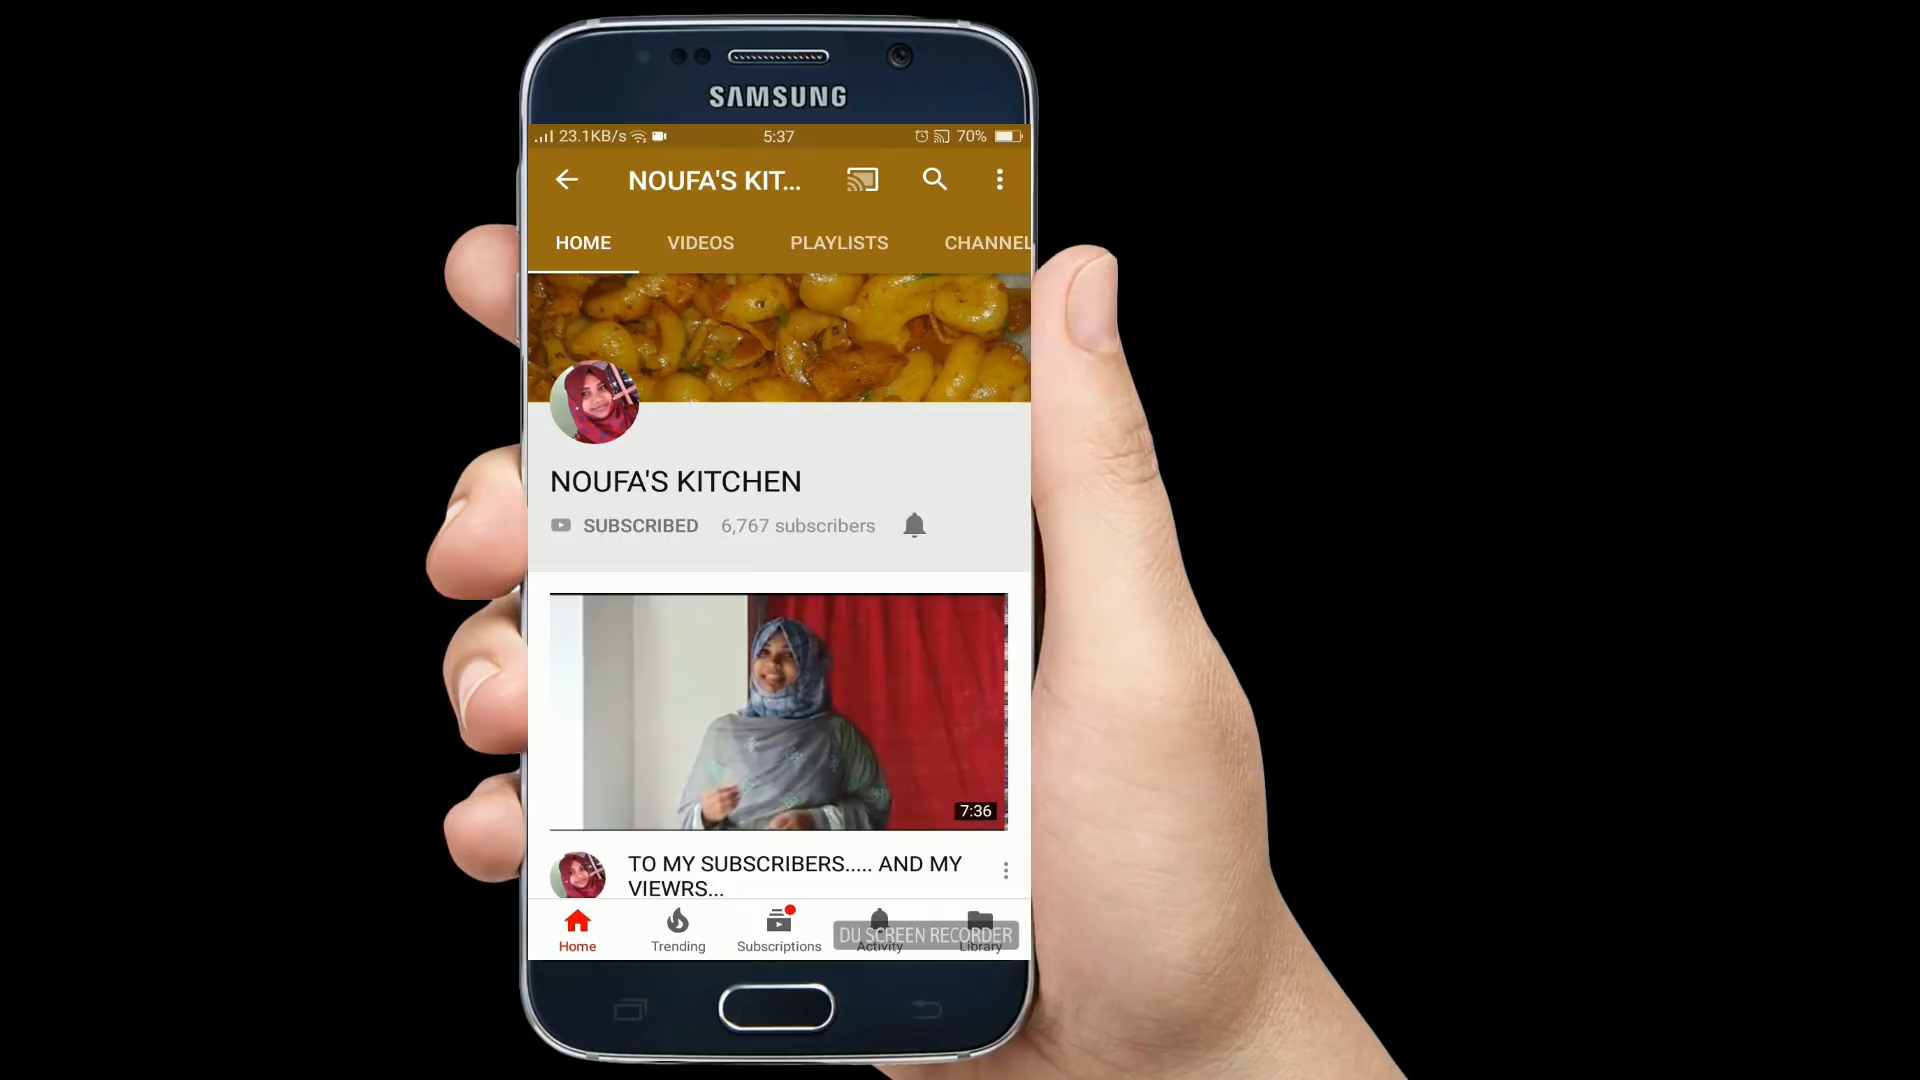 SAMSUNG
23.1KB/s 5:37 70%
NOUFA'S KIT...
HOME VIDEOS PLAYLISTS CHANNEL
NOUFA'S KITCHEN
SUBSCRIBED 6,767 subscribers
7:36
TO MY SUBSCRIBERS..... AND MY
VIEWRS...
DU SCREEN RECORDER
Home Trending Subscriptions Activity Library